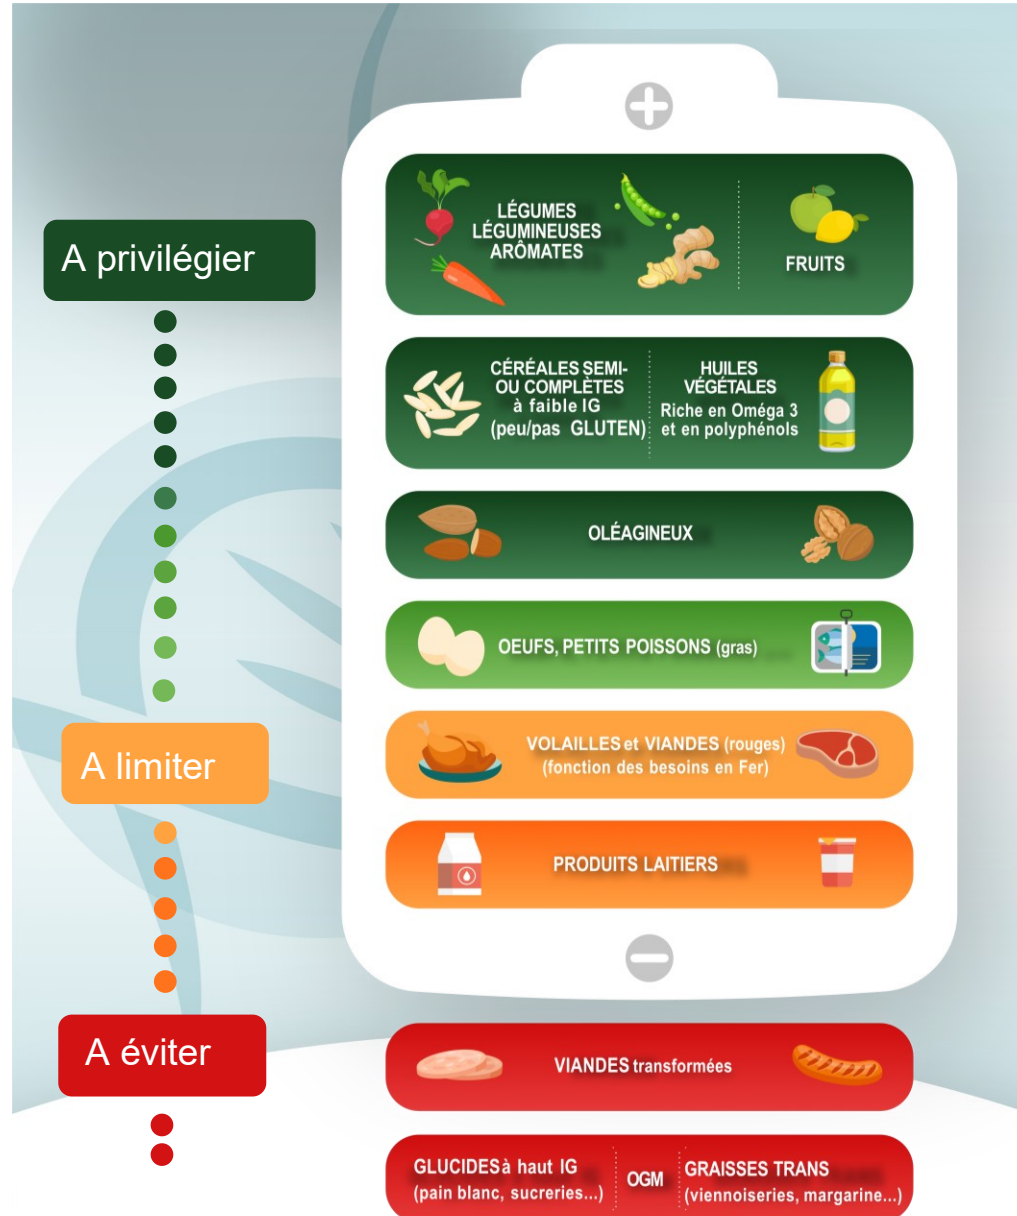 A privilégier
LÉGUMES
LÉGUMINEUSES
ARÔMATES
FRUITS
CÉRÉALES SEMI-
OU COMPLÈTES
à faible IG
(peu/pas GLUTEN)
HUILES
VÉGÉTALES
Riche en Oméga 3
et en polyphénols
OLÉAGINEUX
OEUFS, PETITS POISSONS (gras)
A limiter
VOLAILLES et VIANDES (rouges)
(fonction des besoins en Fer)
PRODUITS LAITIERS
A éviter
VIANDES transformées
GLUCIDES à haut IG
(pain blanc, sucreries...)
OGM
GRAISSES TRANS
(viennoiseries, margarine...)